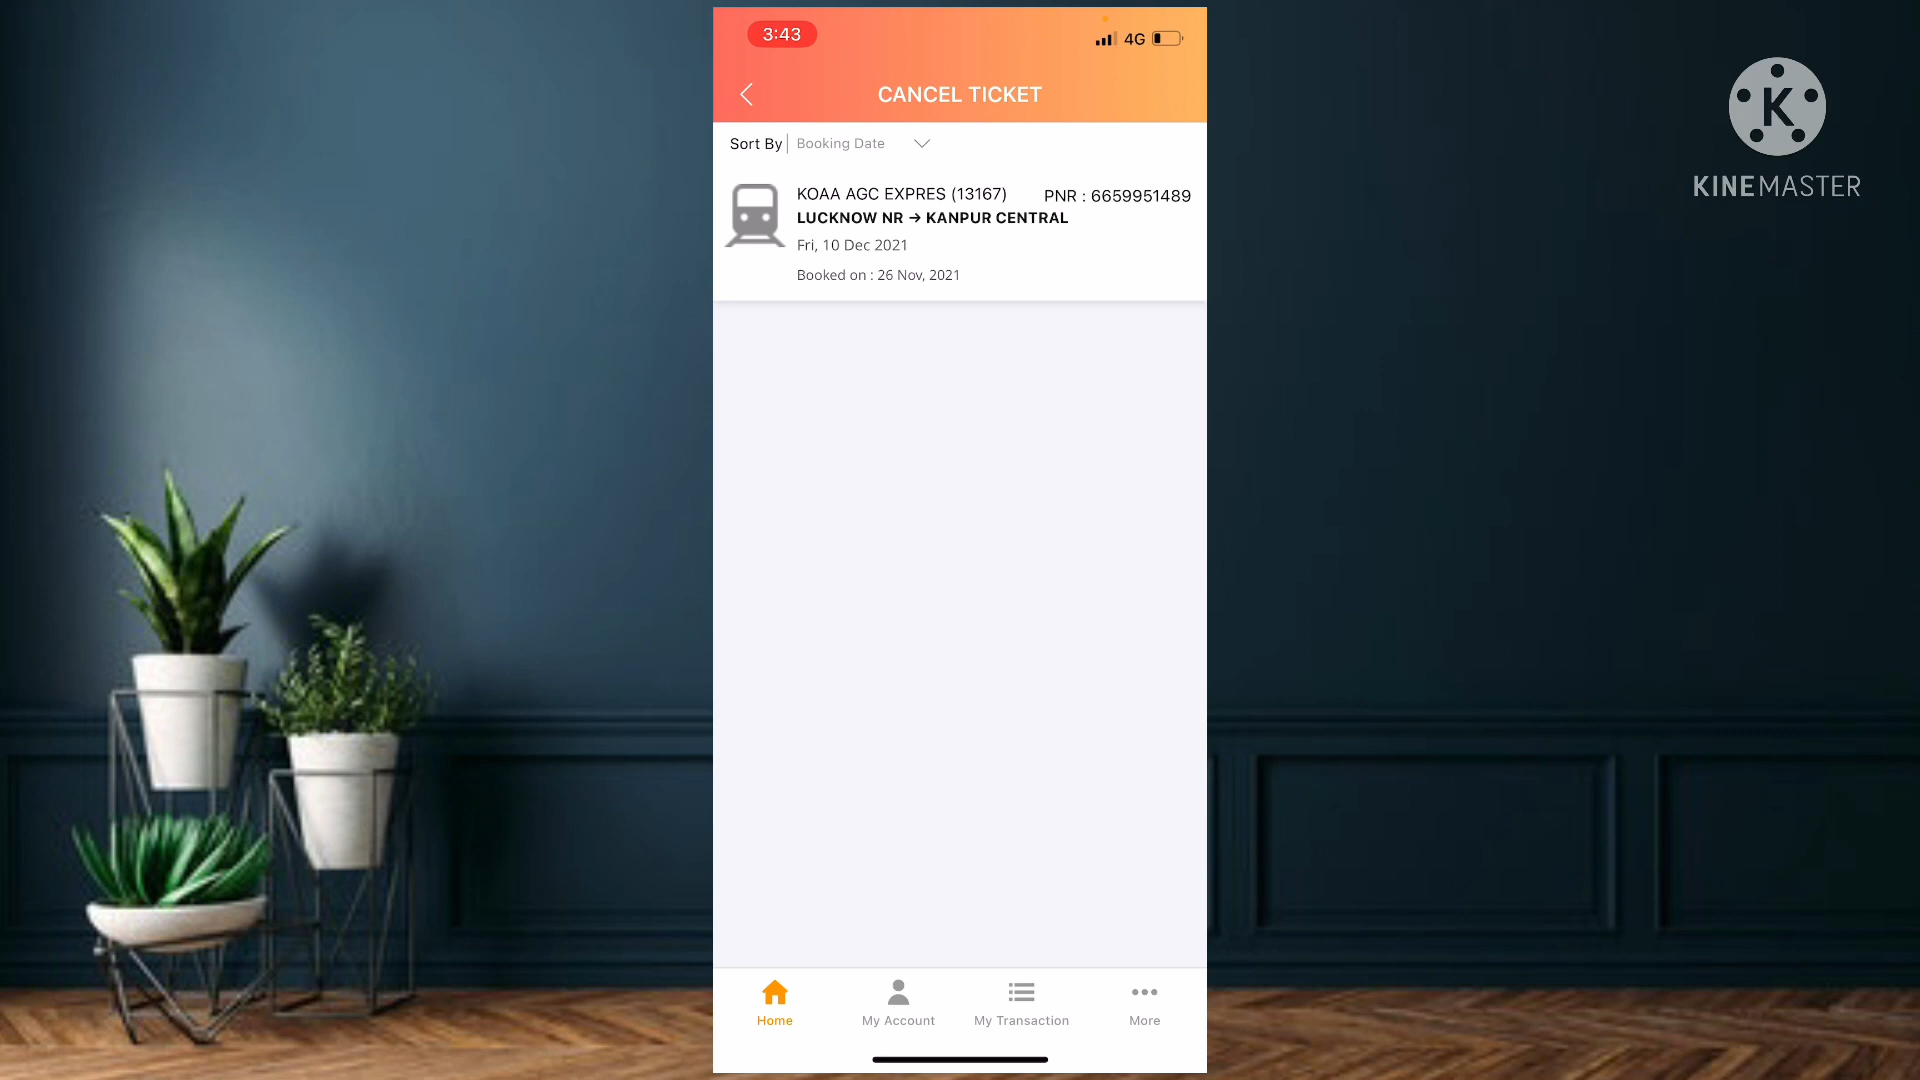 3:43
4G
CANCEL TICKET
Sort By Booking Date
KOAA AGC EXPRES (13167) PNR : 6659951489
LUCKNOW NR → KANPUR CENTRAL
Fri, 10 Dec 2021
Booked on : 26 Nov, 2021
Home My Account My Transaction More
K
KINEMASTER